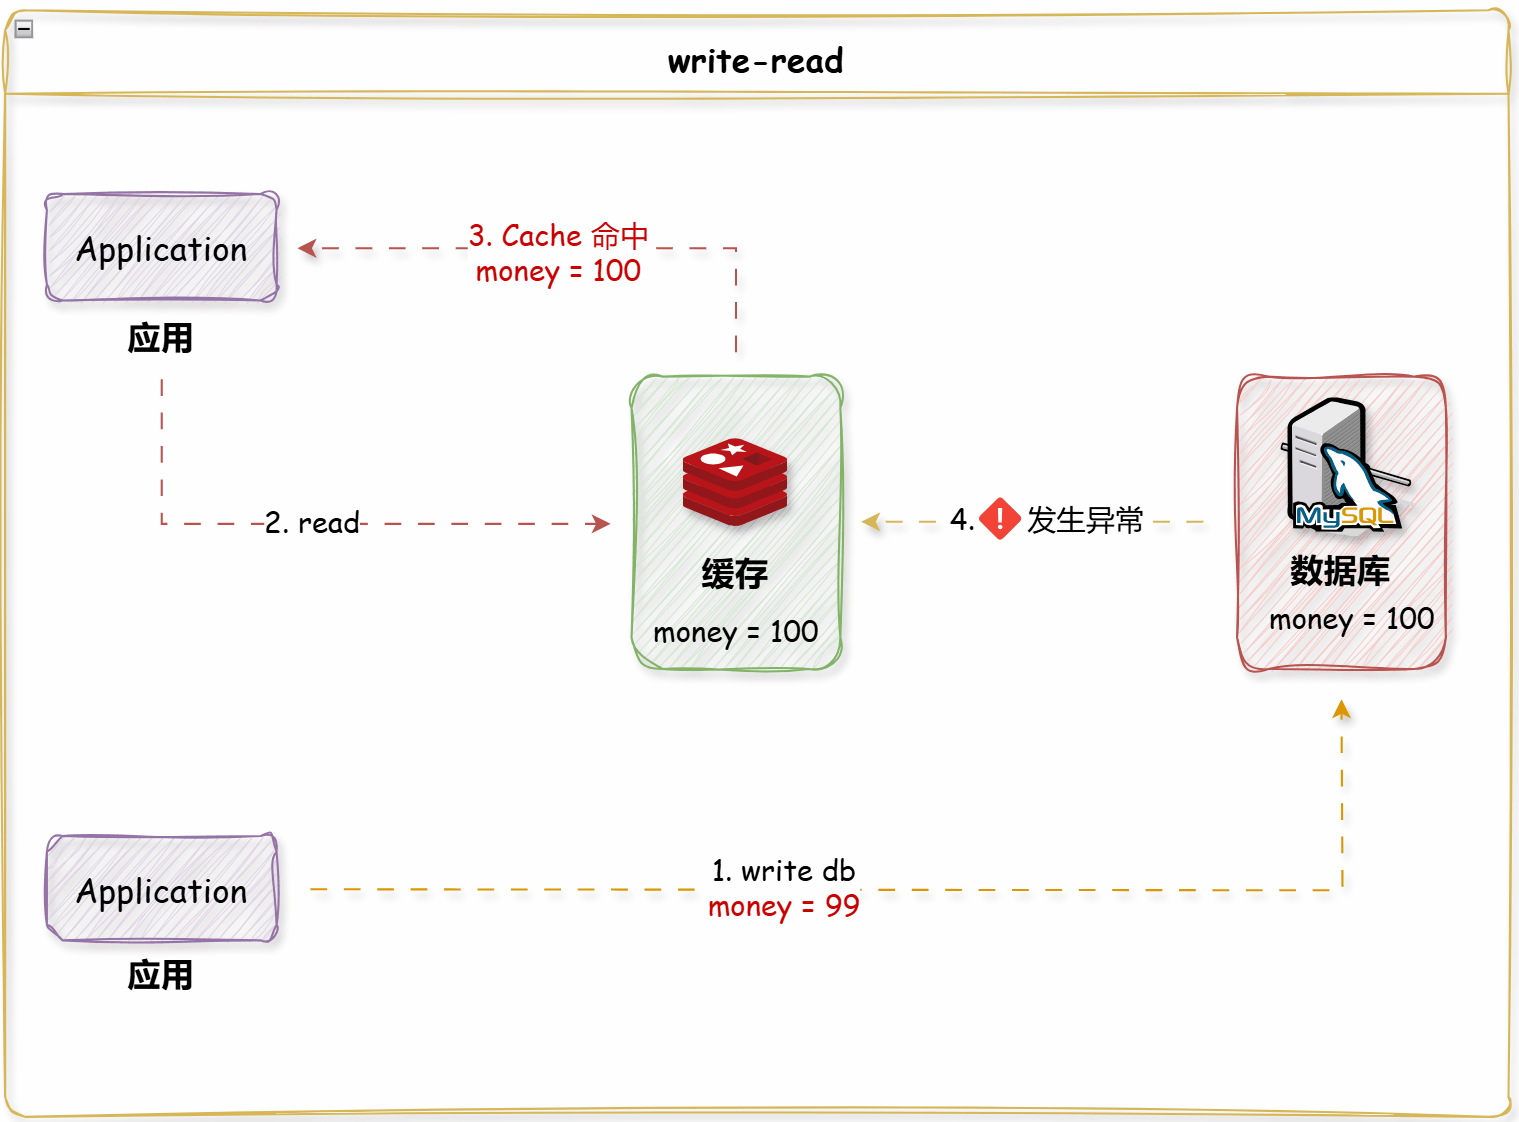 write-read
Application
应用
3. Cache 命中
money = 100
2. read
缓存
money = 100
4. 发生异常
MySQL
数据库
money = 100
Application
应用
1. write db
money = 99